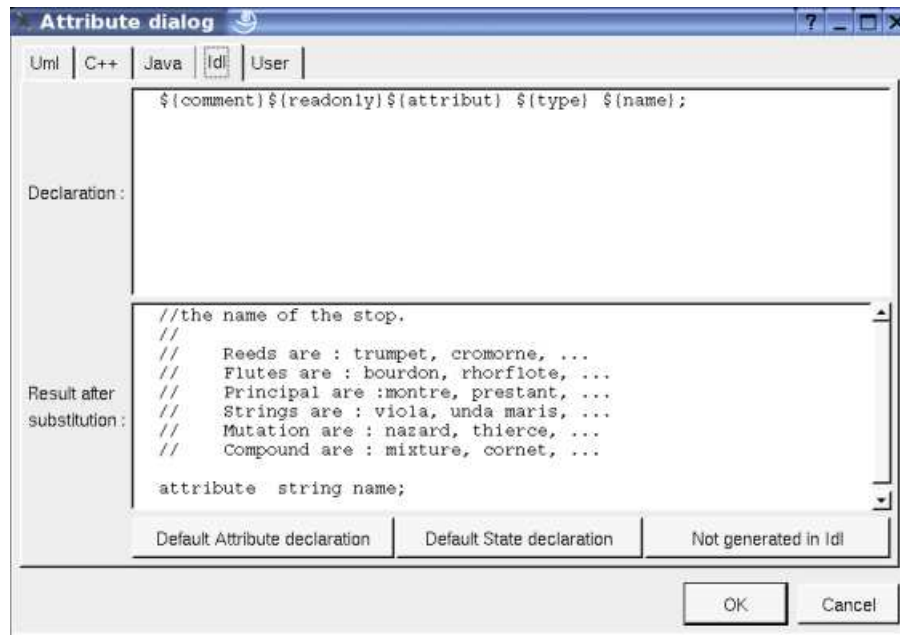 Attribute dialog
?
Uml C++ Java Idl User
Declaration :
${comment}${readonly}${attribut} ${type} ${name};
Result after
substitution :
//the name of the stop.
//
// Reeds are : trumpet, cromorne, ...
// Flutes are : bourdon, rhorflote, ...
// Principal are :montre, prestant, ...
// Strings are : viola, unda maris, ...
// Mutation are : nazard, thierce, ...
// Compound are : mixture, cornet, ...
attribute  string name;
Default Attribute declaration Default State declaration Not generated in Idl
OK Cancel